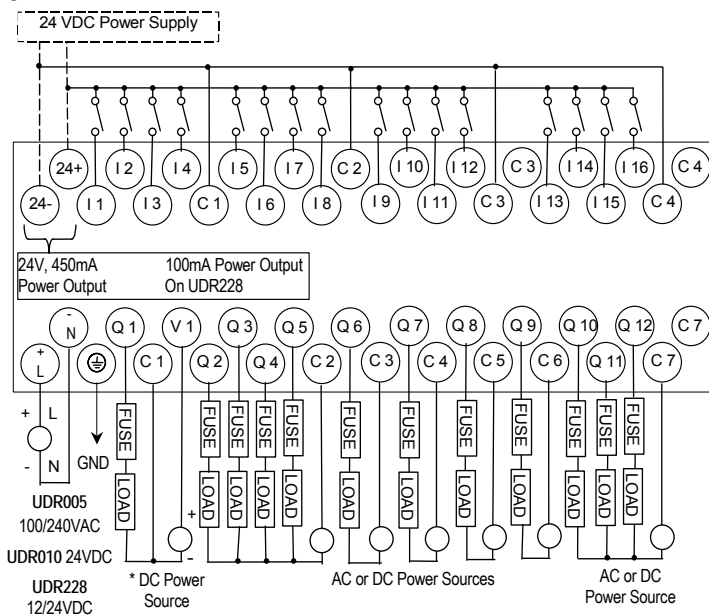 24 VDC Power Supply
24+ I 2 I 4 I 5 I 7 C 2 I 10 I 12 C 3 I 14 I 16 C 4
24- I 1 I 3 C 1 I 6 I 8 I 9 I 11 C 3 I 13 I 15 C 4
24V, 450mA 100mA Power Output
Power Output On UDR228
- N Q 1 V 1 Q 3 Q 5 Q 6 Q 7 Q 8 Q 9 Q 10 Q 12 C 7
+ L C 1 Q 2 Q 4 C 2 C 3 C 4 C 5 C 6 Q 11 C 7
+ L FUSE FUSE FUSE FUSE FUSE FUSE FUSE FUSE FUSE FUSE FUSE FUSE
- N GND LOAD LOAD LOAD LOAD LOAD LOAD LOAD LOAD LOAD LOAD LOAD LOAD
+
-
UDR005
100/240VAC
UDR010 24VDC
UDR228
12/24VDC
* DC Power
Source
AC or DC Power Sources
AC or DC
Power Source